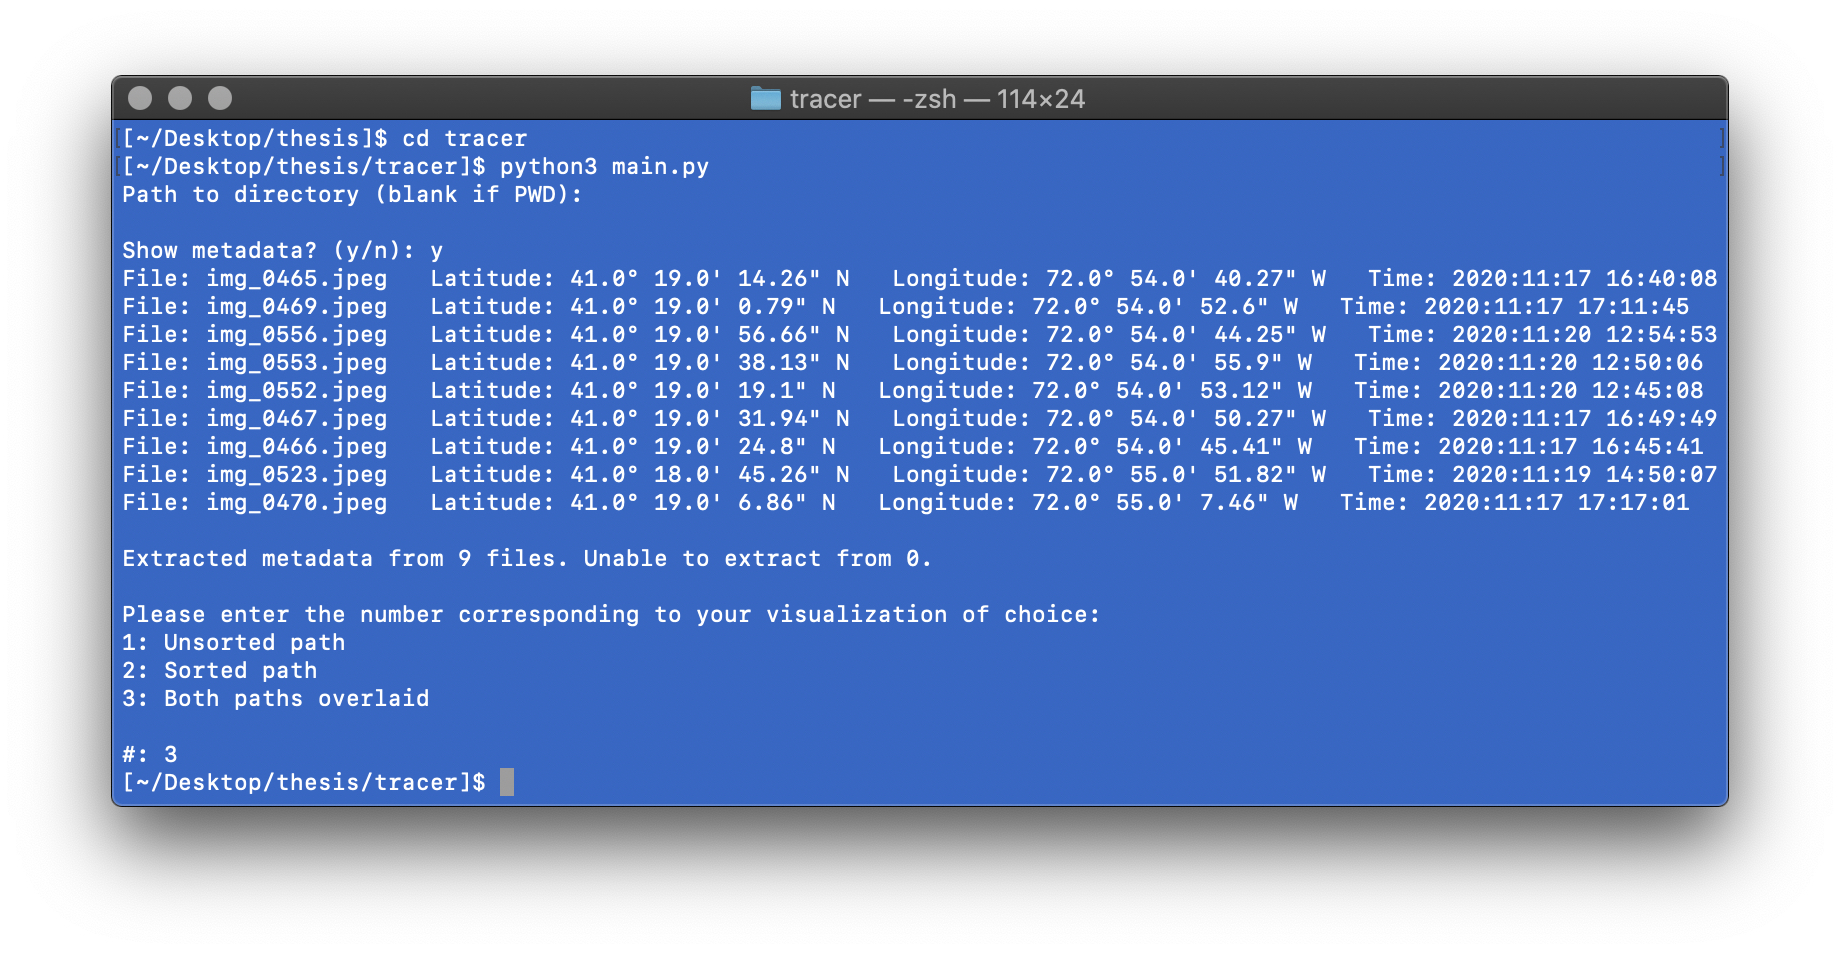 tracer — -zsh — 114×24
[~/Desktop/thesis]$ cd tracer
[~/Desktop/thesis/tracer]$ python3 main.py
Path to directory (blank if PWD):
Show metadata? (y/n): y
File: img_0465.jpeg   Latitude: 41.0° 19.0' 14.26" N   Longitude: 72.0° 54.0' 40.27" W   Time: 2020:11:17 16:40:08
File: img_0469.jpeg   Latitude: 41.0° 19.0' 0.79" N   Longitude: 72.0° 54.0' 52.6" W   Time: 2020:11:17 17:11:45
File: img_0556.jpeg   Latitude: 41.0° 19.0' 56.66" N   Longitude: 72.0° 54.0' 44.25" W   Time: 2020:11:20 12:54:53
File: img_0553.jpeg   Latitude: 41.0° 19.0' 38.13" N   Longitude: 72.0° 54.0' 55.9" W   Time: 2020:11:20 12:50:06
File: img_0552.jpeg   Latitude: 41.0° 19.0' 19.1" N   Longitude: 72.0° 54.0' 53.12" W   Time: 2020:11:20 12:45:08
File: img_0467.jpeg   Latitude: 41.0° 19.0' 31.94" N   Longitude: 72.0° 54.0' 50.27" W   Time: 2020:11:17 16:49:49
File: img_0466.jpeg   Latitude: 41.0° 19.0' 24.8" N   Longitude: 72.0° 54.0' 45.41" W   Time: 2020:11:17 16:45:41
File: img_0523.jpeg   Latitude: 41.0° 18.0' 45.26" N   Longitude: 72.0° 55.0' 51.82" W   Time: 2020:11:19 14:50:07
File: img_0470.jpeg   Latitude: 41.0° 19.0' 6.86" N   Longitude: 72.0° 55.0' 7.46" W   Time: 2020:11:17 17:17:01
Extracted metadata from 9 files. Unable to extract from 0.
Please enter the number corresponding to your visualization of choice:
1: Unsorted path
2: Sorted path
3: Both paths overlaid
#: 3
[~/Desktop/thesis/tracer]$